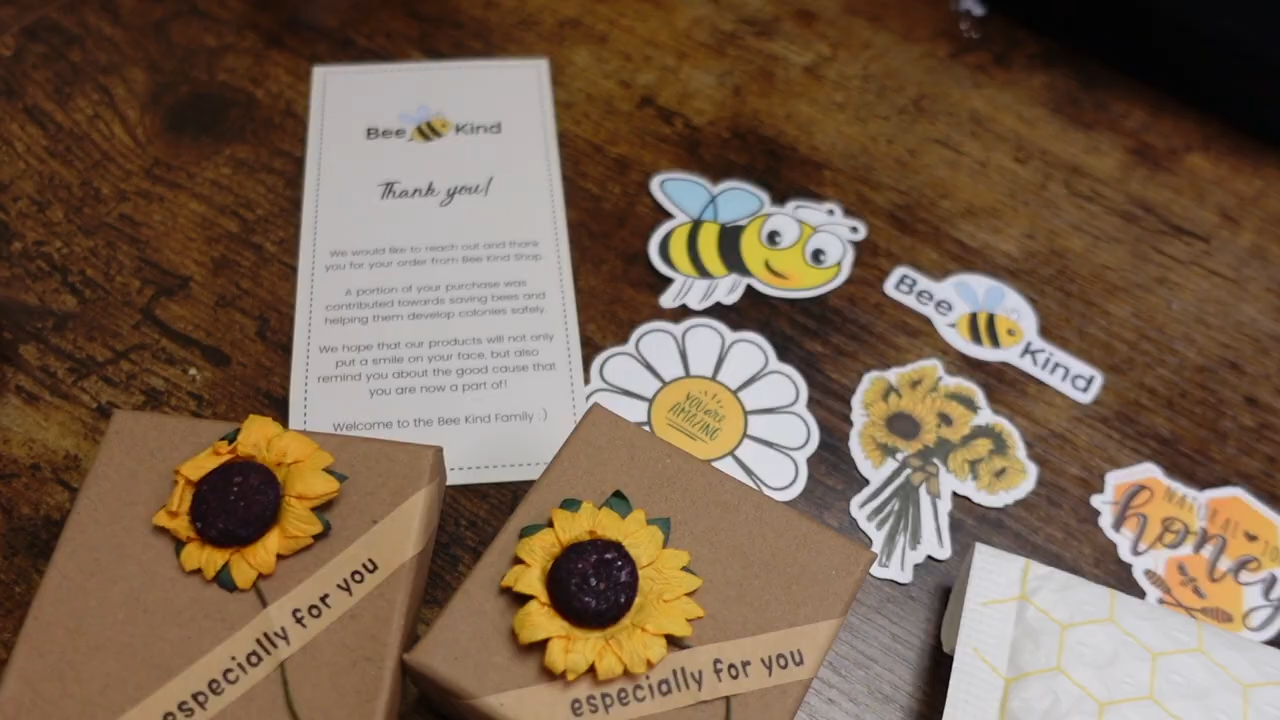 Bee Kind
Thank you!
We would like to reach out and thank
you for your order from Bee Kind Shop.
A portion of your purchase was
contributed towards saving bees and
helping them develop colonies safely.
We hope that our products will not only
put a smile on your face, but also
remind you about the good cause that
you are now a part of!
Welcome to the Bee Kind Family :)
Bee
Kind
You are
AMAZING
NATURAL
honey
especially for you
especially for you